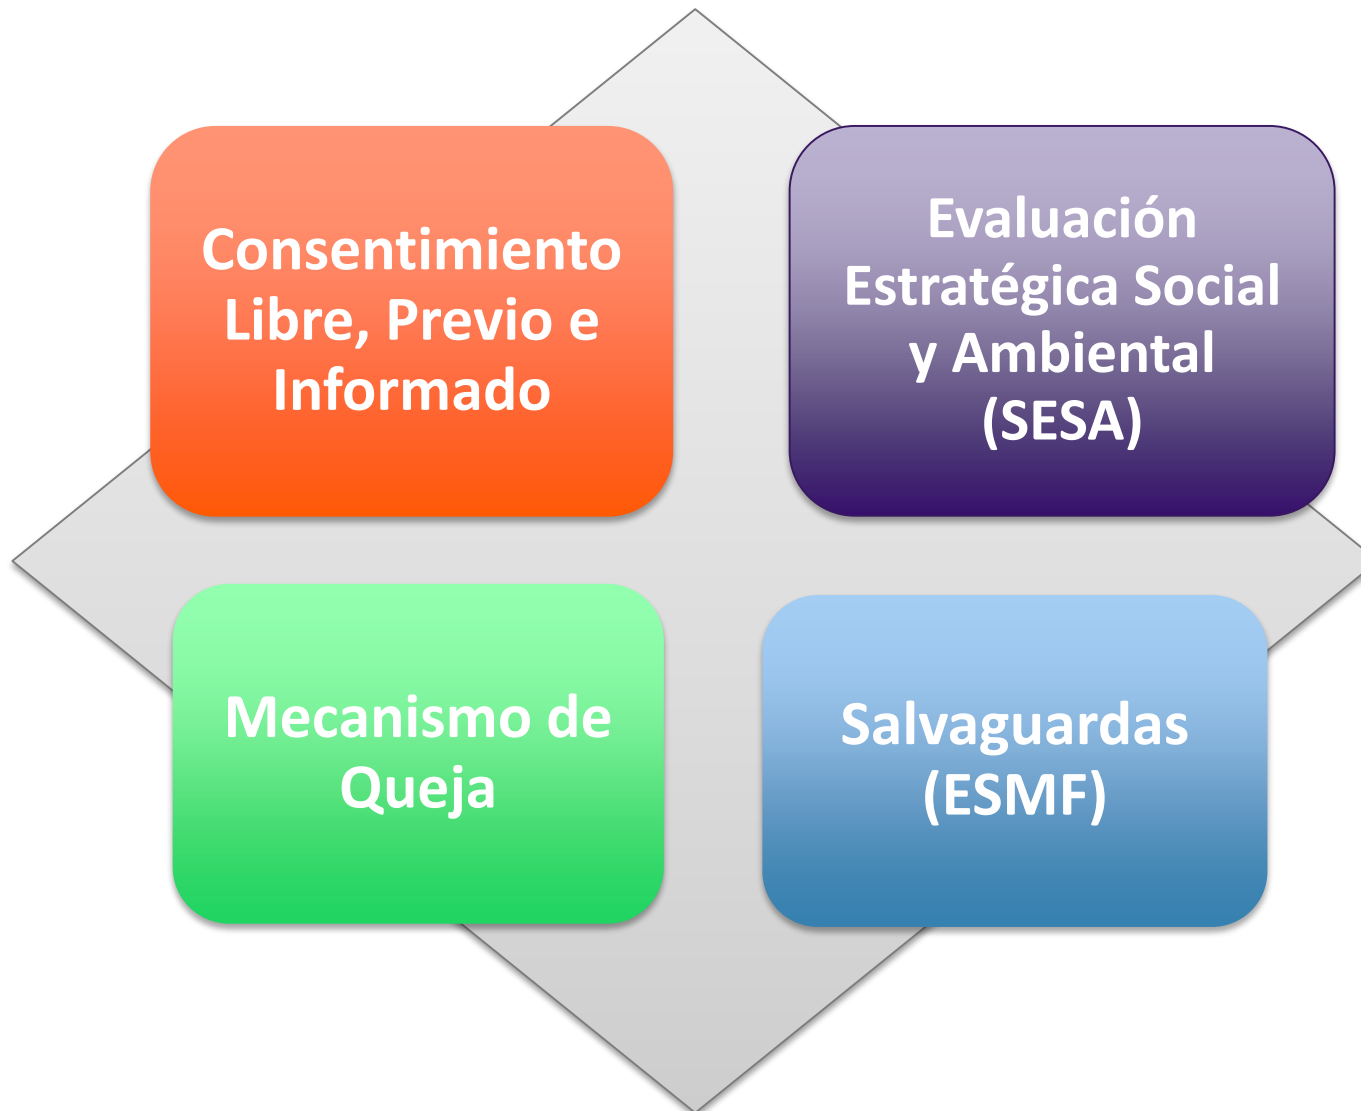 Consentimiento
Libre, Previo e
Informado
Evaluación
Estratégica Social
y Ambiental
(SESA)
Mecanismo de
Queja
Salvaguardas
(ESMF)